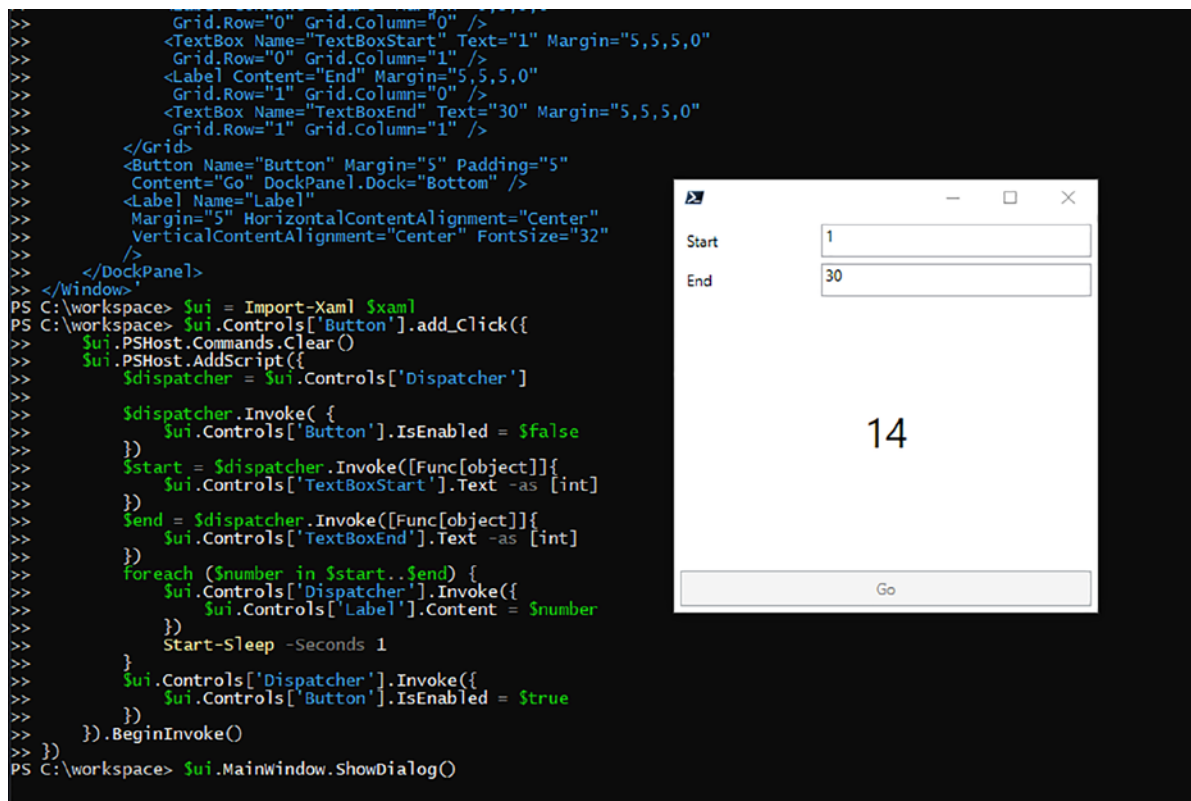 >> Grid.Row="0" Grid.Column="0" />
>> <TextBox Name="TextBoxStart" Text="1" Margin="5,5,5,0"
>> Grid.Row="0" Grid.Column="1" />
>> <Label Content="End" Margin="5,5,5,0"
>> Grid.Row="1" Grid.Column="0" />
>> <TextBox Name="TextBoxEnd" Text="30" Margin="5,5,5,0"
>> Grid.Row="1" Grid.Column="1" />
>> </Grid>
>> <Button Name="Button" Margin="5" Padding="5"
>> Content="Go" DockPanel.Dock="Bottom" />
>> <Label Name="Label"
>> Margin="5" HorizontalContentAlignment="Center"
>> VerticalContentAlignment="Center" FontSize="32"
>> />
>> </DockPanel>
>> </Window>'
PS C:\workspace> $ui = Import-Xaml $xaml
PS C:\workspace> $ui.Controls['Button'].add_Click({
>> $ui.PSHost.Commands.Clear()
>> $ui.PSHost.AddScript({
>> $dispatcher = $ui.Controls['Dispatcher']
>>
>> $dispatcher.Invoke( {
>> $ui.Controls['Button'].IsEnabled = $false
>> })
>> $start = $dispatcher.Invoke([Func[object]]{
>> $ui.Controls['TextBoxStart'].Text -as [int]
>> })
>> $end = $dispatcher.Invoke([Func[object]]{
>> $ui.Controls['TextBoxEnd'].Text -as [int]
>> })
>> foreach ($number in $start..$end) {
>> $ui.Controls['Dispatcher'].Invoke({
>> $ui.Controls['Label'].Content = $number
>> })
>> Start-Sleep -Seconds 1
>> }
>> $ui.Controls['Dispatcher'].Invoke({
>> $ui.Controls['Button'].IsEnabled = $true
>> })
>> }).BeginInvoke()
>> })
PS C:\workspace> $ui.MainWindow.ShowDialog()
Start 1
End 30
14
Go